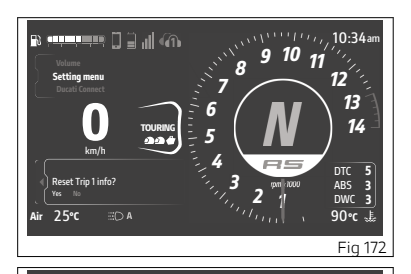 10:34 am
Volume
Setting menu
Ducati Connect
0
km/h
TOURING
Reset Trip 1 info?
Yes No
Air 25°C
A
1
2
3
4
5
6
7
8
9
10
11
12
13
14
N
RS
rpm x1000
DTC 5
ABS 3
DWC 3
90°C
Fig 172